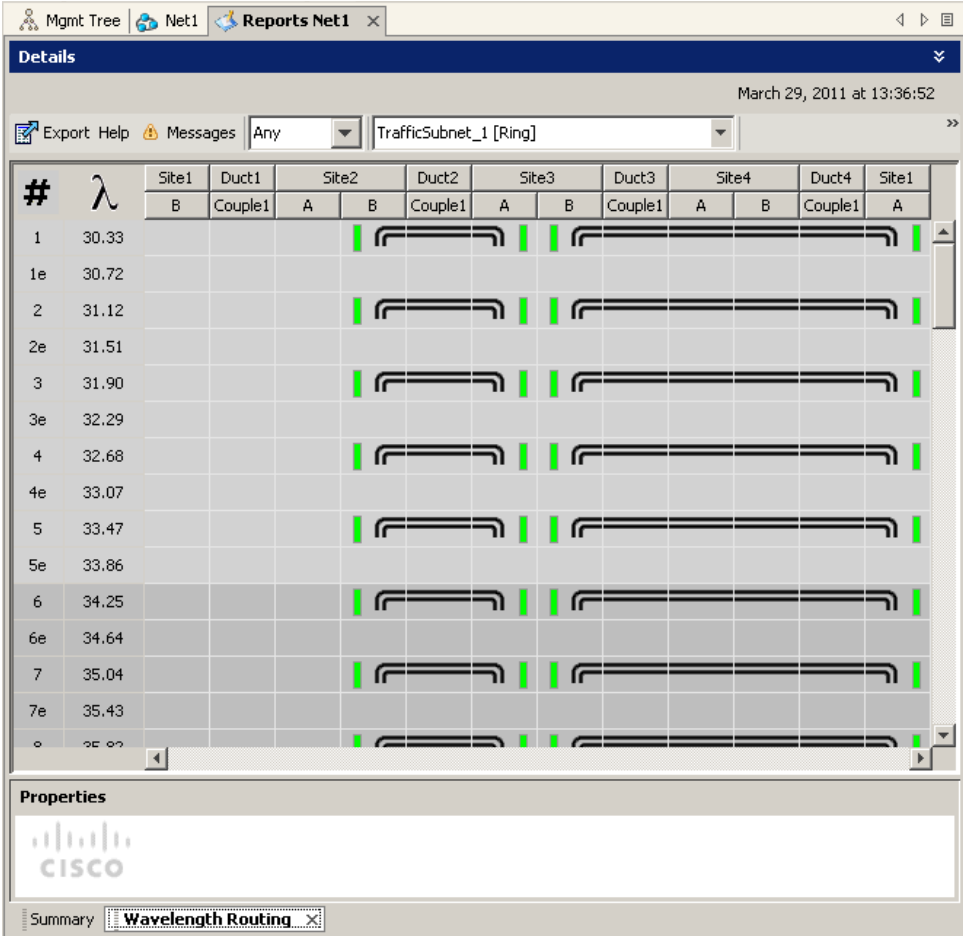 Mgmt Tree Net1 Reports Net1
Details
March 29, 2011 at 13:36:52
Export Help Messages Any TrafficSubnet_1 [Ring]
# λ Site1 Duct1 Site2 Duct2 Site3 Duct3 Site4 Duct4 Site1
B Couple1 A B Couple1 A B Couple1 A B Couple1 A
1 30.33
1e 30.72
2 31.12
2e 31.51
3 31.90
3e 32.29
4 32.68
4e 33.07
5 33.47
5e 33.86
6 34.25
6e 34.64
7 35.04
7e 35.43
8 35.82
Properties
CISCO
Summary Wavelength Routing